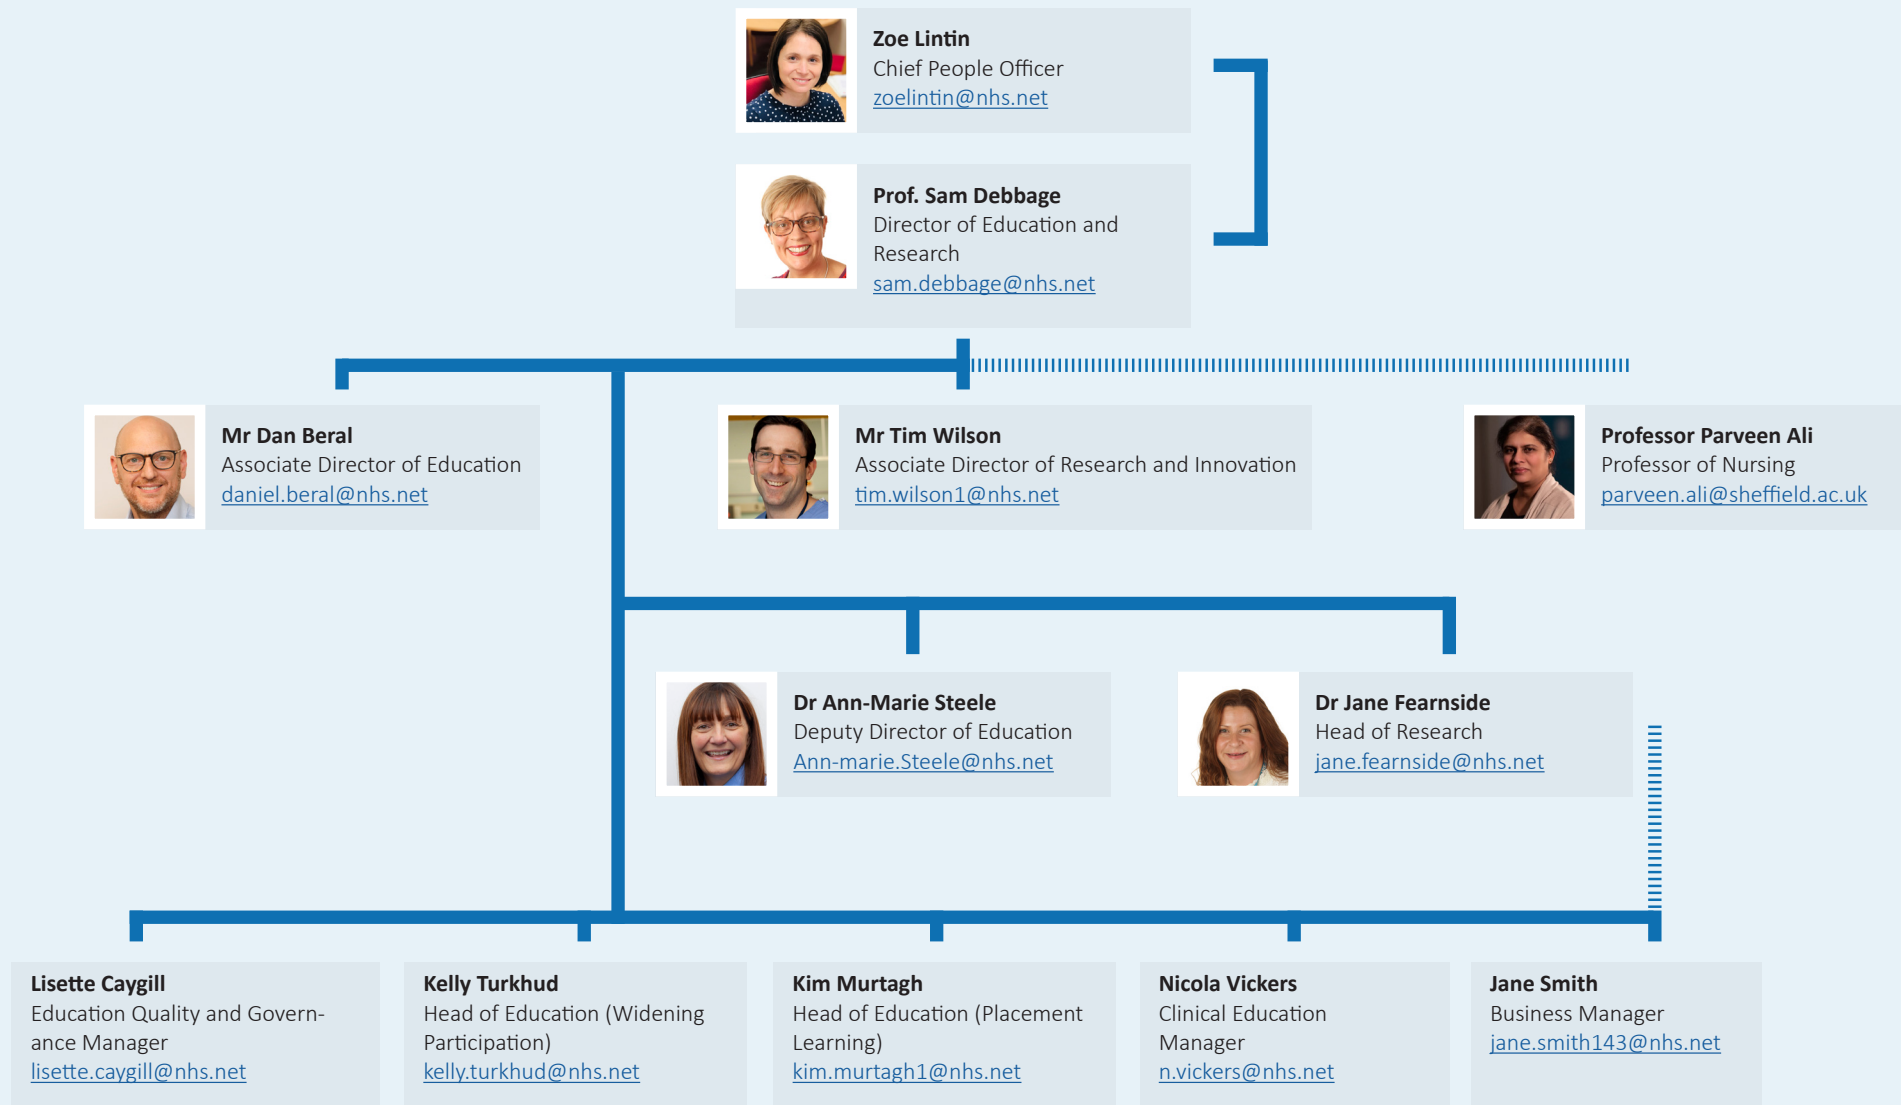 Zoe Lintin
Chief People Officer
zoelintin@nhs.net
Prof. Sam Debbage
Director of Education and
Research
sam.debbage@nhs.net
Mr Dan Beral
Associate Director of Education
daniel.beral@nhs.net
Mr Tim Wilson
Associate Director of Research and Innovation
tim.wilson1@nhs.net
Professor Parveen Ali
Professor of Nursing
parveen.ali@sheffield.ac.uk
Dr Ann-Marie Steele
Deputy Director of Education
Ann-marie.Steele@nhs.net
Dr Jane Fearnside
Head of Research
jane.fearnside@nhs.net
Lisette Caygill
Education Quality and Govern-
ance Manager
lisette.caygill@nhs.net
Kelly Turkhud
Head of Education (Widening
Participation)
kelly.turkhud@nhs.net
Kim Murtagh
Head of Education (Placement
Learning)
kim.murtagh1@nhs.net
Nicola Vickers
Clinical Education
Manager
n.vickers@nhs.net
Jane Smith
Business Manager
jane.smith143@nhs.net